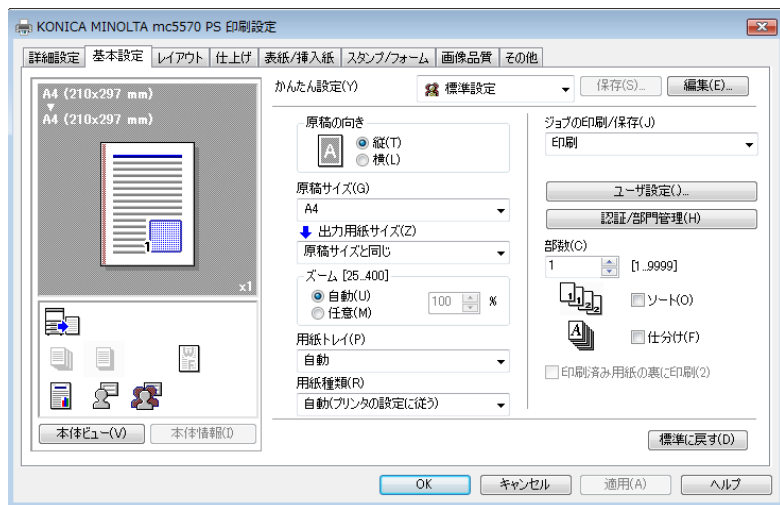 KONICA MINOLTA mc5570 PS 印刷設定
詳細設定 基本設定 レイアウト 仕上げ 表紙/挿入紙 スタンプ/フォーム 画像品質 その他
A4 (210x297 mm)
A4 (210x297 mm)
1
x1
W
F
本体ビュー(V) 本体情報(I)
かんたん設定(Y) 標準設定 保存(S)... 編集(E)...
原稿の向き
A
縦(T)
横(L)
原稿サイズ(G)
A4
出力用紙サイズ(Z)
原稿サイズと同じ
ズーム [25..400]
自動(U)
任意(M)
100 %
用紙トレイ(P)
自動
用紙種類(R)
自動(プリンタの設定に従う)
ジョブの印刷/保存(J)
印刷
ユーザ設定()...
認証/部門管理(H)
部数(C)
1 [1..9999]
1 1 2 2 ソート(O)
A 仕分け(F)
印刷済み用紙の裏に印刷(2)
標準に戻す(D)
OK キャンセル 適用(A) ヘルプ